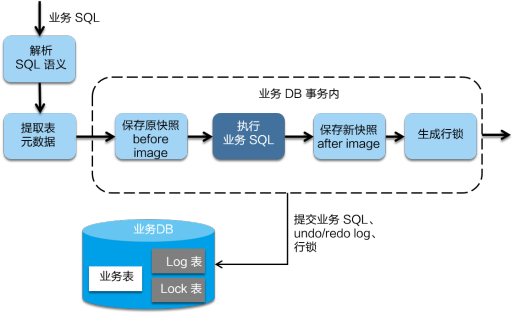 业务 SQL
解析
SQL 语义
业务 DB 事务内
提取表
元数据
保存原快照
before
image
执行
业务 SQL
保存新快照
after image
生成行锁
提交业务 SQL、
undo/redo log、
行锁
业务DB
业务表
Log 表
Lock 表